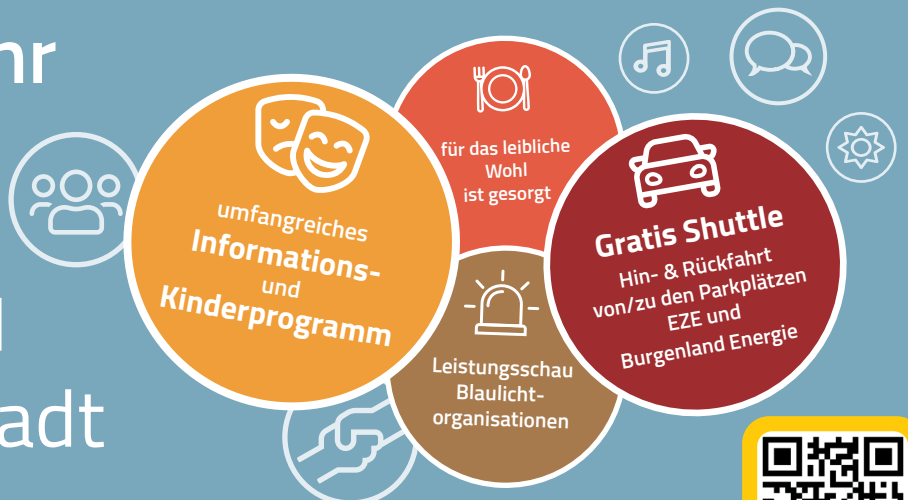 hr
adt
umfangreiches
Informations-
und
Kinderprogramm
für das leibliche
Wohl
ist gesorgt
Leistungsschau
Blaulicht-
organisationen
Gratis Shuttle
Hin- & Rückfahrt
von/zu den Parkplätzen
EZE und
Burgenland Energie